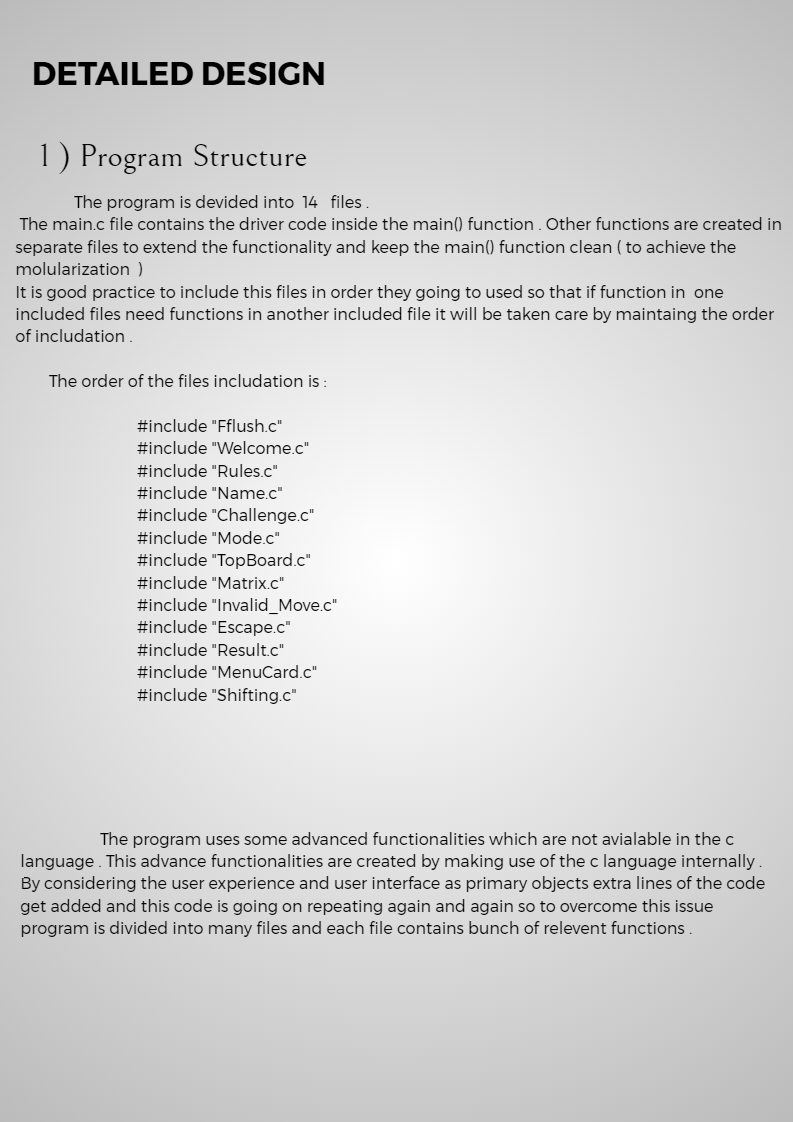 DETAILED DESIGN
1 ) Program Structure
The program is devided into 14 files .
The main.c file contains the driver code inside the main() function . Other functions are created in
separate files to extend the functionality and keep the main() function clean ( to achieve the
molularization )
It is good practice to include this files in order they going to used so that if function in one
included files need functions in another included file it will be taken care by maintaing the order
of includation .
The order of the files includation is :
#include "Fflush.c"
#include "Welcome.c"
#include "Rules.c"
#include "Name.c"
#include "Challenge.c"
#include "Mode.c"
#include "TopBoard.c"
#include "Matrix.c"
#include "Invalid_Move.c"
#include "Escape.c"
#include "Result.c"
#include "MenuCard.c"
#include "Shifting.c"
The program uses some advanced functionalities which are not avialable in the c
language . This advance functionalities are created by making use of the c language internally .
By considering the user experience and user interface as primary objects extra lines of the code
get added and this code is going on repeating again and again so to overcome this issue
program is divided into many files and each file contains bunch of relevent functions .